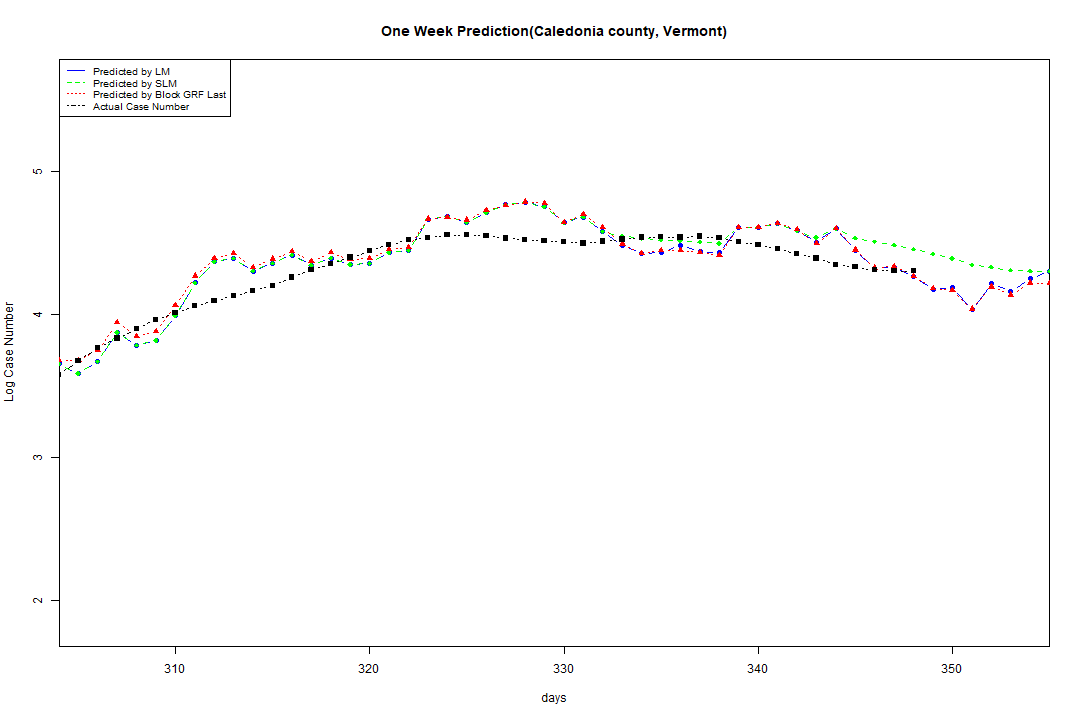 One Week Prediction(Caledonia county, Vermont)
Predicted by LM
Predicted by SLM
Predicted by Block GRF Last
Actual Case Number
5
4
3
2
Log Case Number
310 320 330 340 350
days